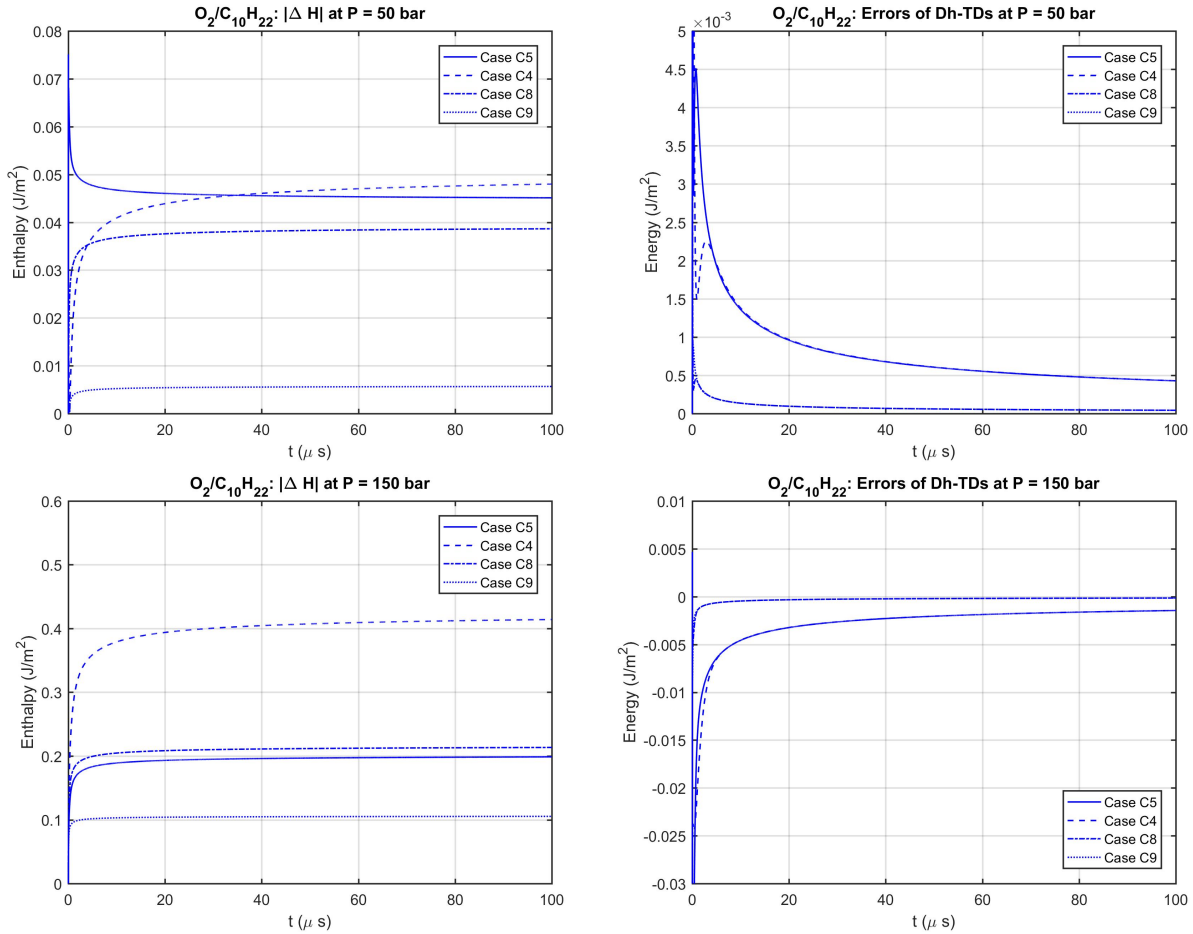 O2/C10H22: |Δ H| at P = 50 bar
0.08
0.07
0.06
0.05
0.04
0.03
0.02
0.01
0
Enthalpy (J/m2)
0 20 40 60 80 100
t (μ s)
Case C5
Case C4
Case C8
Case C9
O2/C10H22: Errors of Dh-TDs at P = 50 bar
×10-3
5
4.5
4
3.5
3
2.5
2
1.5
1
0.5
0
Energy (J/m2)
0 20 40 60 80 100
t (μ s)
Case C5
Case C4
Case C8
Case C9
O2/C10H22: |Δ H| at P = 150 bar
0.6
0.5
0.4
0.3
0.2
0.1
0
Enthalpy (J/m2)
0 20 40 60 80 100
t (μ s)
Case C5
Case C4
Case C8
Case C9
O2/C10H22: Errors of Dh-TDs at P = 150 bar
0.01
0.005
0
-0.005
-0.01
-0.015
-0.02
-0.025
-0.03
Energy (J/m2)
0 20 40 60 80 100
t (μ s)
Case C5
Case C4
Case C8
Case C9